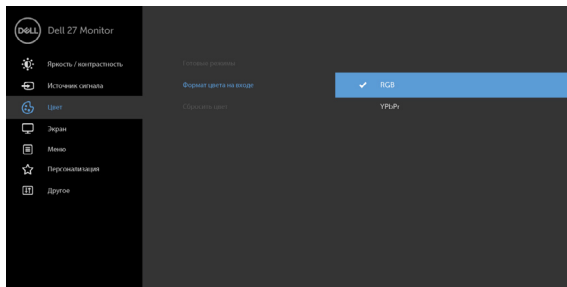 DELL Dell 27 Monitor
Яркость / контрастность
Готовые режимы
Источник сигнала
Формат цвета на входе
✓ RGB
Цвет
Сбросить цвет
YPbPr
Экран
Меню
Персонализация
Другое